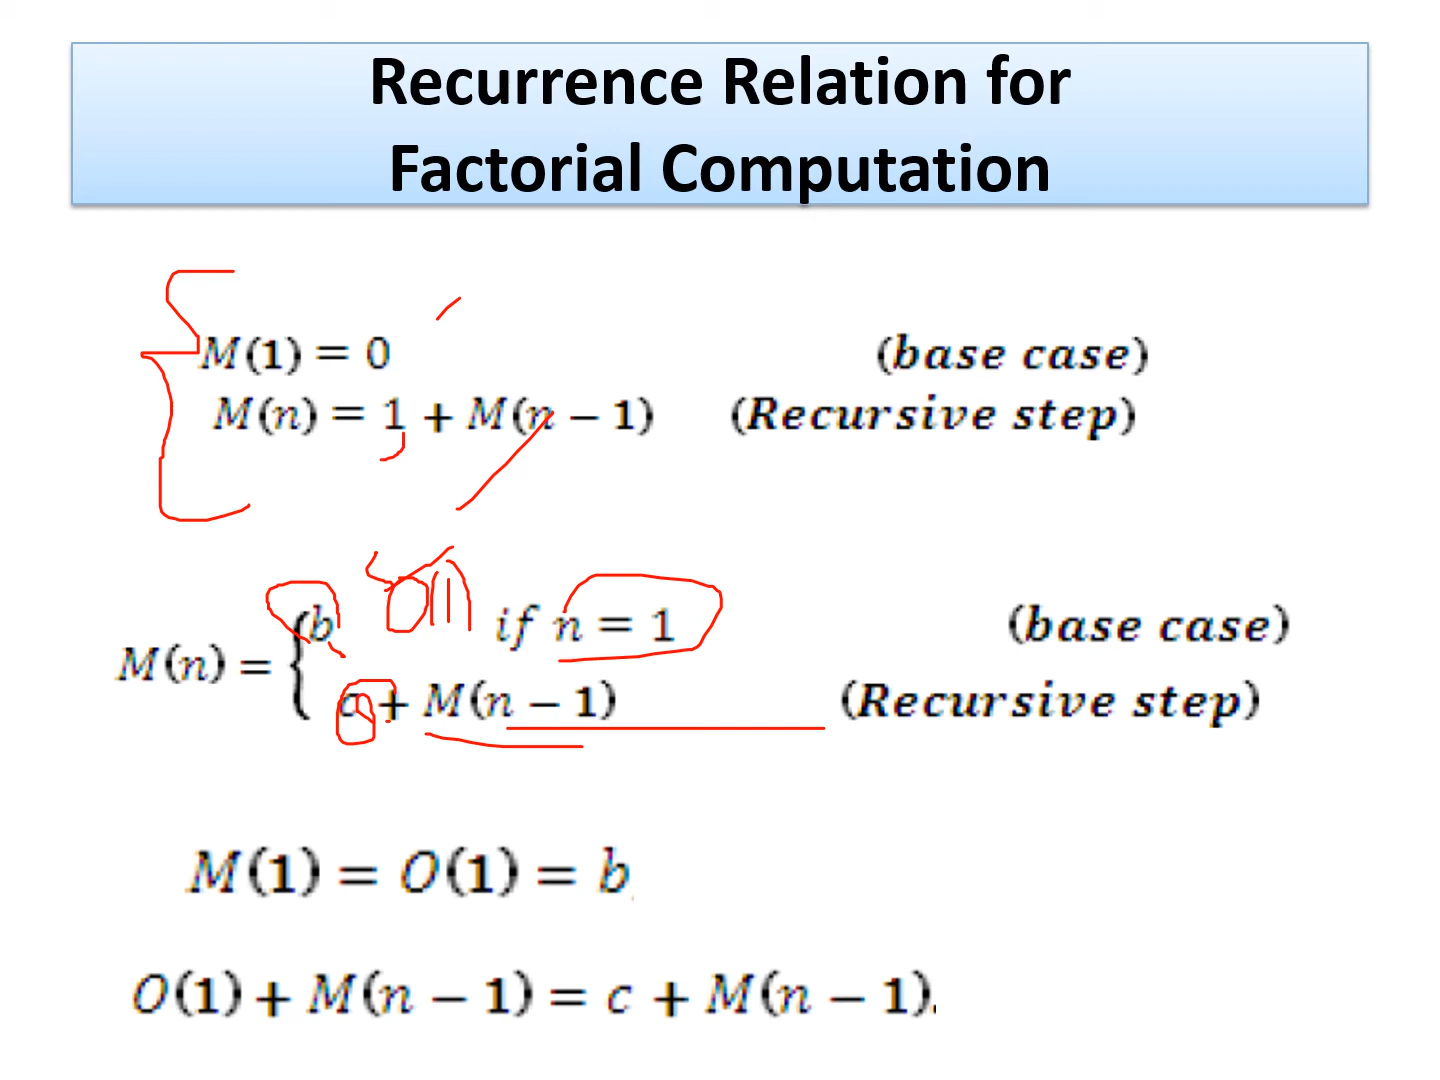 Recurrence Relation for
Factorial Computation
M(1) = 0 (base case)
M(n) = 1 + M(n − 1) (Recursive step)
O(1)
b if n = 1 (base case)
M(n) = {
c + M(n − 1) (Recursive step)
M(1) = O(1) = b
O(1) + M(n − 1) = c + M(n − 1).